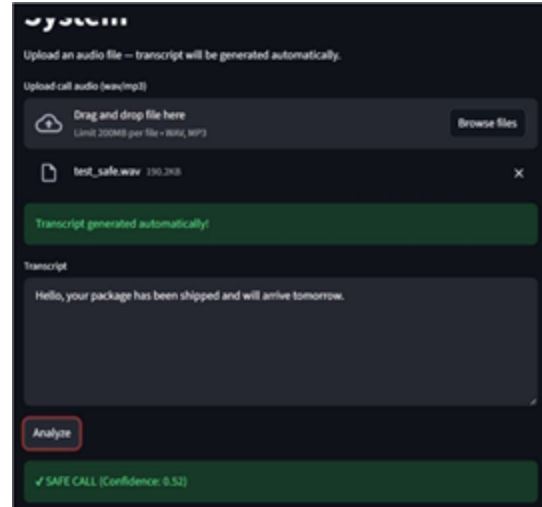 System
Upload an audio file — transcript will be generated automatically.
Upload call audio (wav/mp3)
Drag and drop file here
Limit 200MB per file • WAV, MP3
Browse files
test_safe.wav 190.2KB
Transcript generated automatically!
Transcript
Hello, your package has been shipped and will arrive tomorrow.
Analyze
✓ SAFE CALL (Confidence: 0.52)